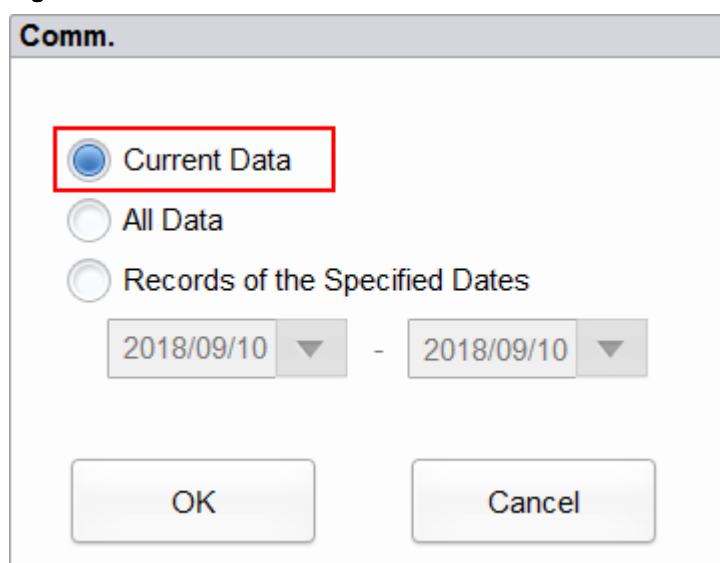 Comm.
Current Data
All Data
Records of the Specified Dates
2018/09/10 - 2018/09/10
OK Cancel